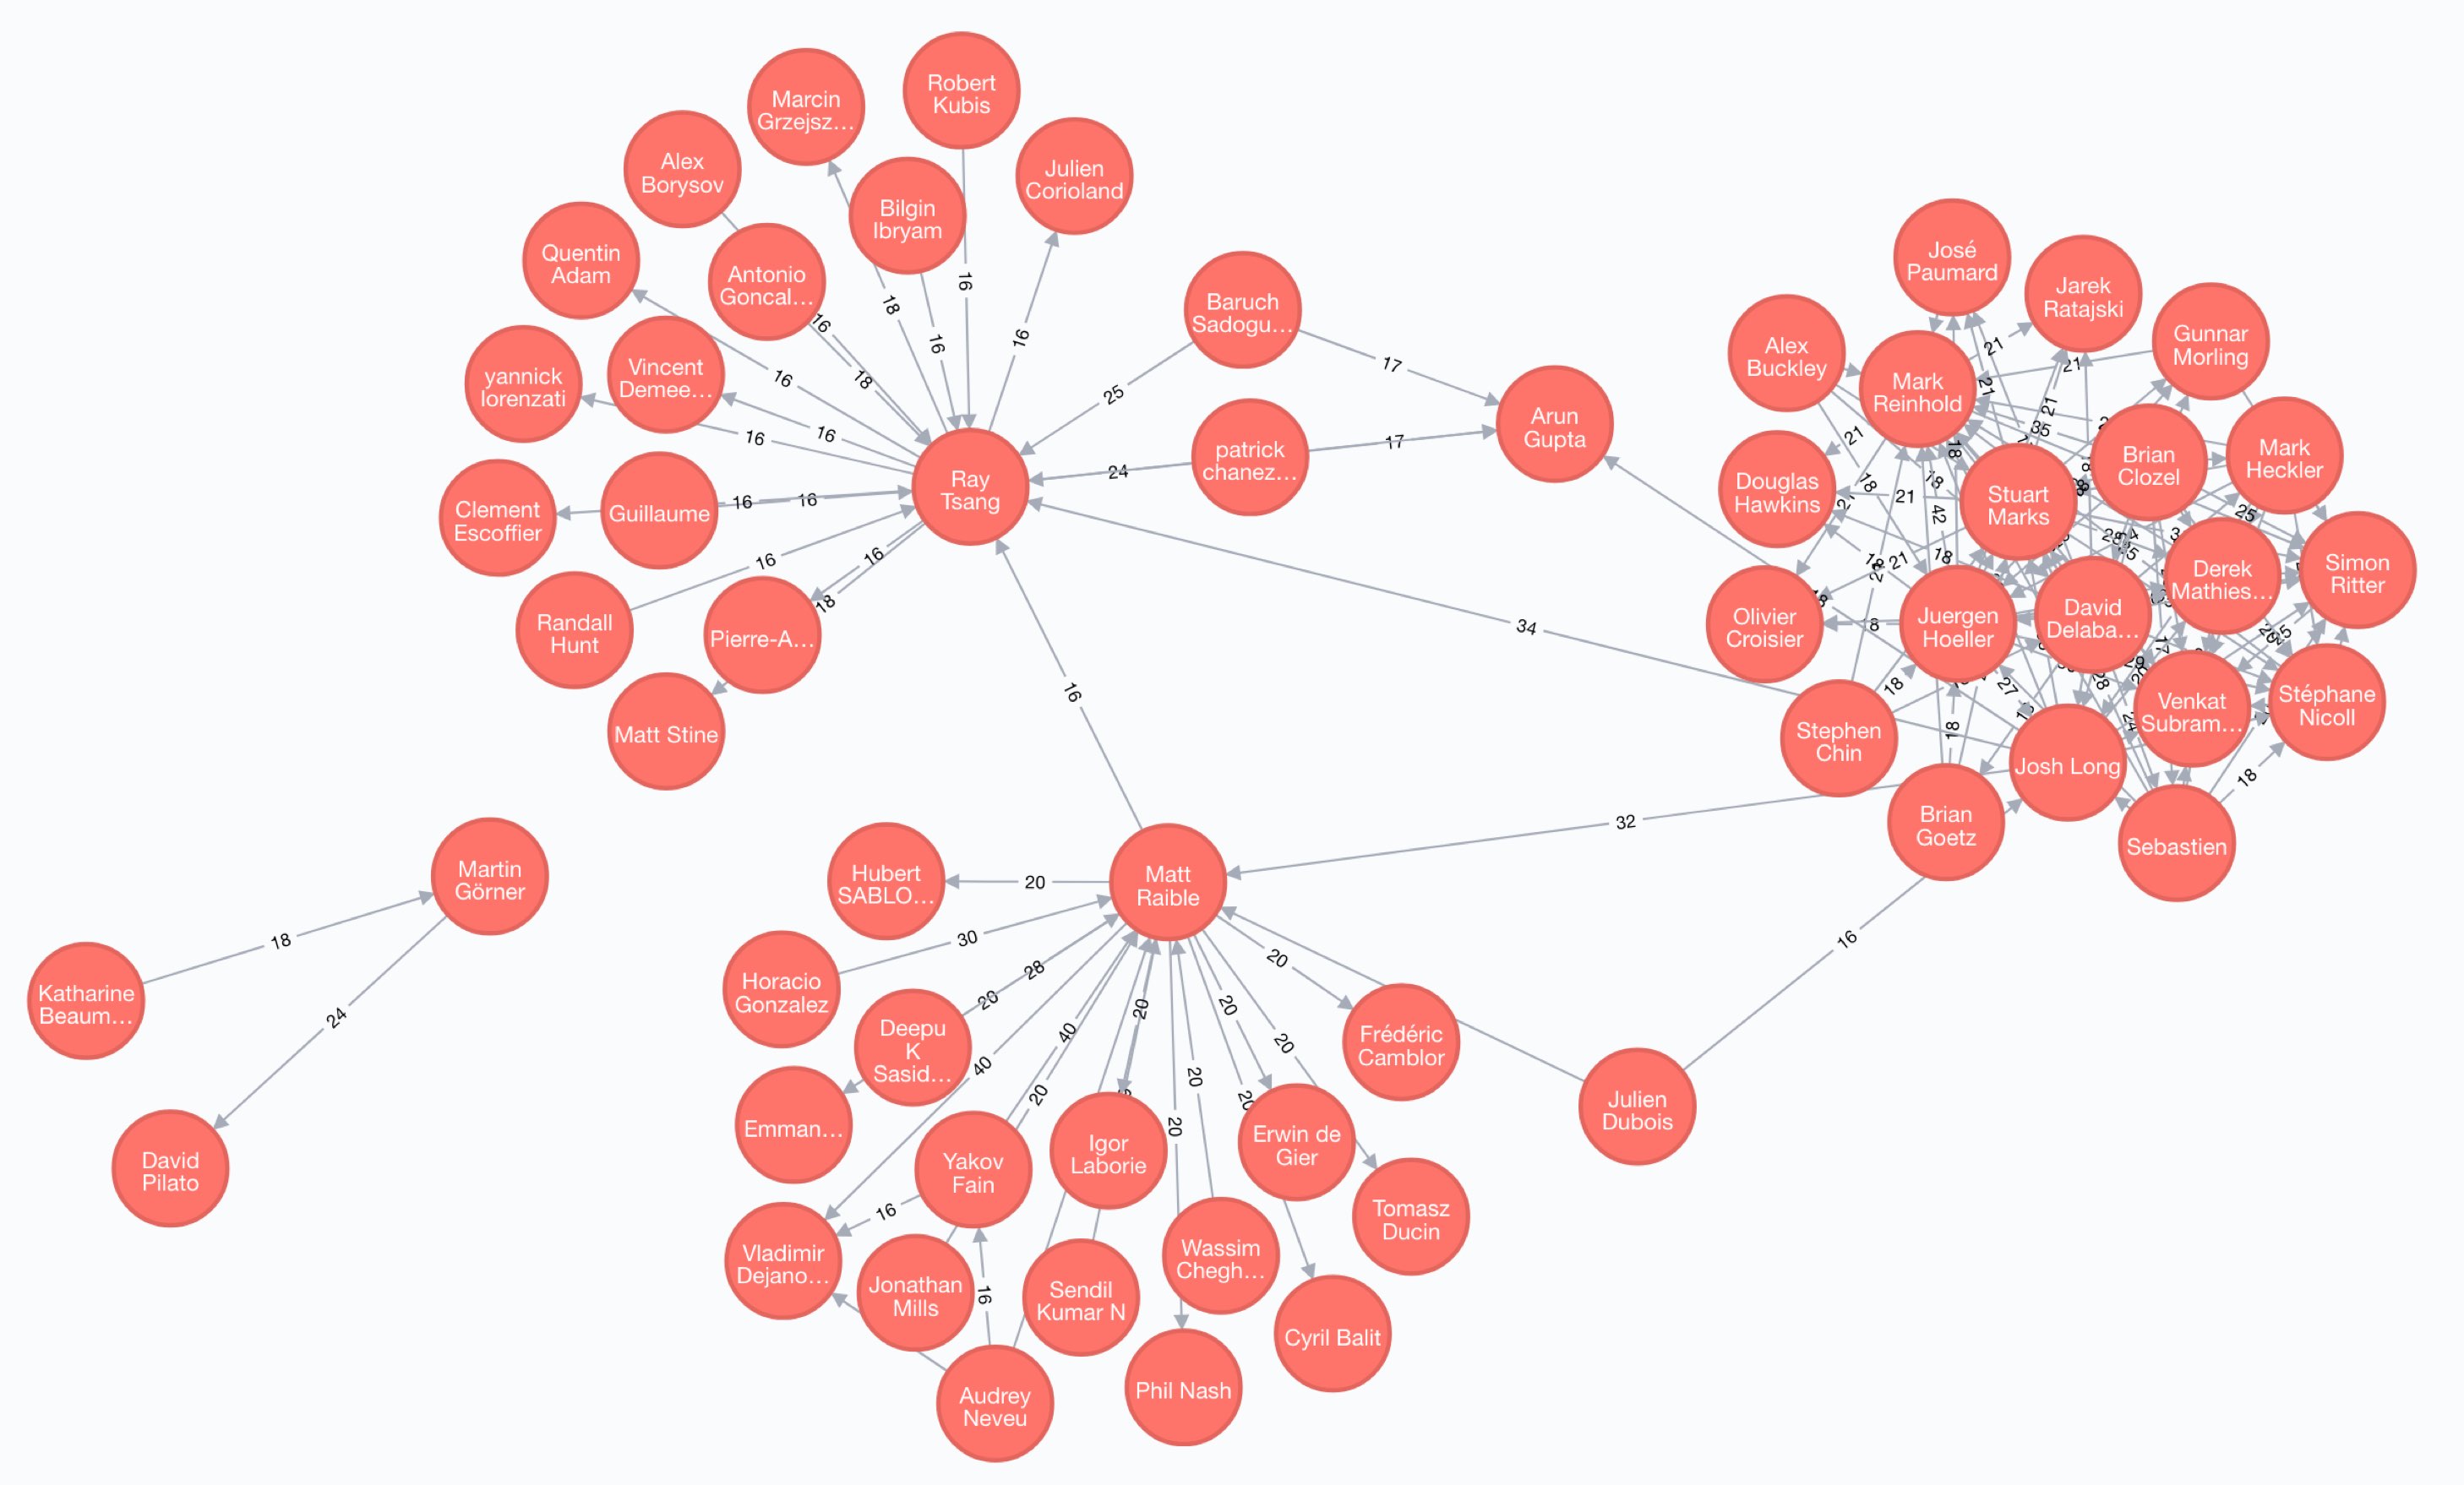 Robert
Kubis
Marcin
Grzejsz…
Alex
Borysov
Julien
Corioland
Bilgin
Ibryam
Quentin
Adam
Antonio
Goncal…
yannick
lorenzati
Vincent
Demee…
Baruch
Sadogu…
Clement
Escoffier
Guillaume
Ray
Tsang
patrick
chanez…
Arun
Gupta
Randall
Hunt
Pierre-A…
Matt Stine
16
18
16
16
16
18
16
16
16
25
17
24
17
16
16
16
16
18
34
16
José
Paumard
Jarek
Ratajski
Gunnar
Morling
Alex
Buckley
Mark
Reinhold
Brian
Clozel
Mark
Heckler
Douglas
Hawkins
Stuart
Marks
Derek
Mathies…
Simon
Ritter
Olivier
Croisier
Juergen
Hoeller
David
Delaba…
Venkat
Subram…
Stéphane
Nicoll
Stephen
Chin
Josh Long
Brian
Goetz
Sebastien
21
21
21
21
35
21
18
18
18
21
42
25
18
18
21
18
18
27
18
28
18
32
16
Martin
Görner
Katharine
Beaum…
David
Pilato
18
24
Hubert
SABLO…
Matt
Raible
Horacio
Gonzalez
Deepu
K
Sasid…
Frédéric
Camblor
Emman…
Igor
Laborie
Erwin de
Gier
Julien
Dubois
Yakov
Fain
Tomasz
Ducin
Vladimir
Dejano…
Jonathan
Mills
Sendil
Kumar N
Wassim
Chegh…
Cyril Balit
Audrey
Neveu
Phil Nash
20
30
28
20
40
40
20
20
20
20
20
20
20
20
16
16